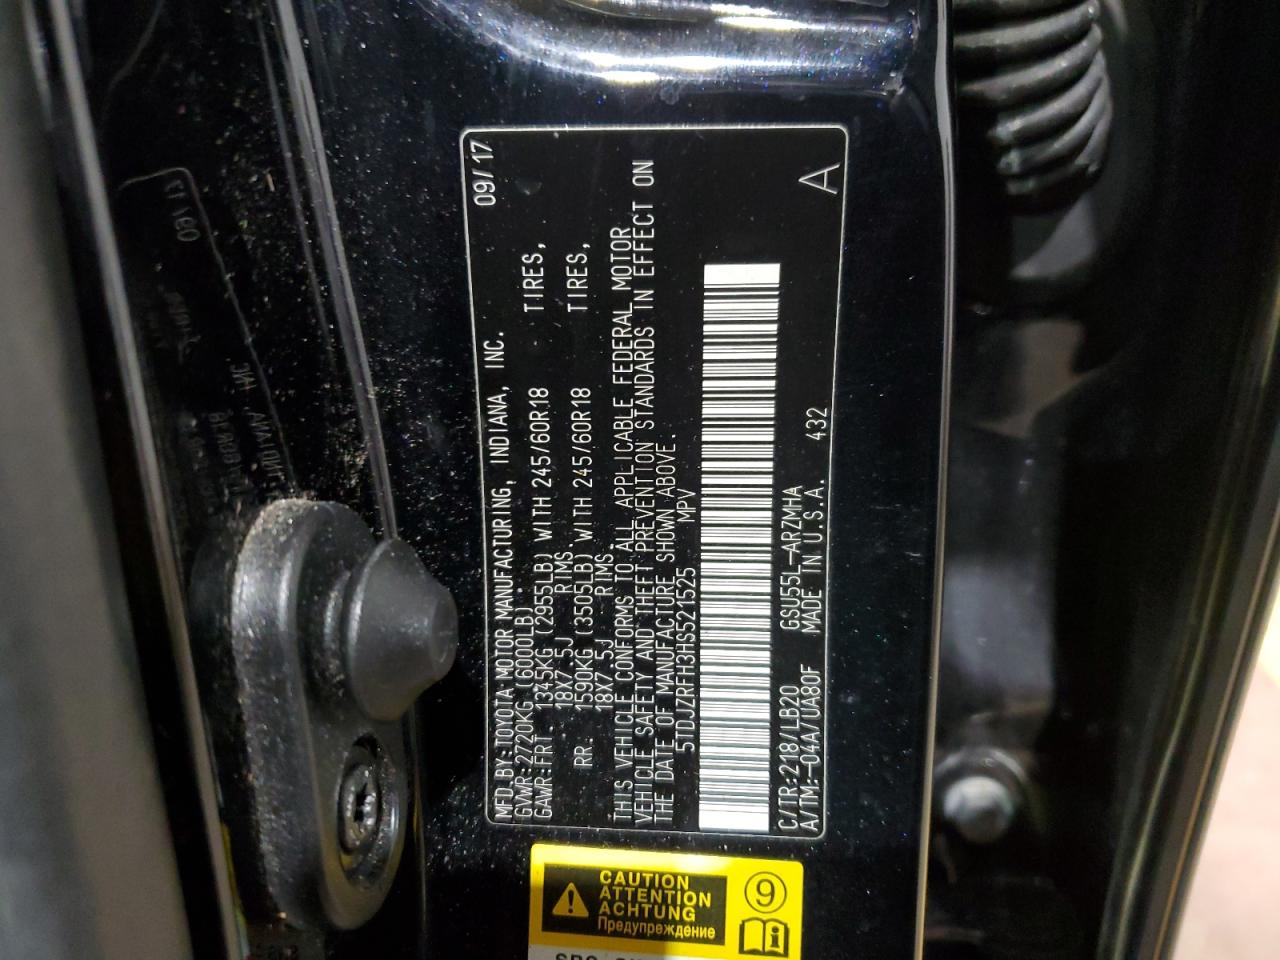 09/17
MFD. BY:TOYOTA MOTOR MANUFACTURING, INDIANA, INC.
GVWR:2720KG (6000LB)
GAWR:FRT. 1345KG (2955LB) WITH 245/60R18 TIRES,
18X7.5J RIMS.
RR. 1590KG (3505LB) WITH 245/60R18 TIRES,
18X7.5J RIMS.
THIS VEHICLE CONFORMS TO ALL APPLICABLE FEDERAL MOTOR
VEHICLE SAFETY AND THEFT PREVENTION STANDARDS IN EFFECT ON
THE DATE OF MANUFACTURE SHOWN ABOVE.
5TDJZRFH3HS521525 MPV
C/TR:218/LB20 GSU55L-ARZMHA
A/TM:-04A/UA80F MADE IN U.S.A. 432
A
CAUTION
ATTENTION
ACHTUNG
Предупреждение
9